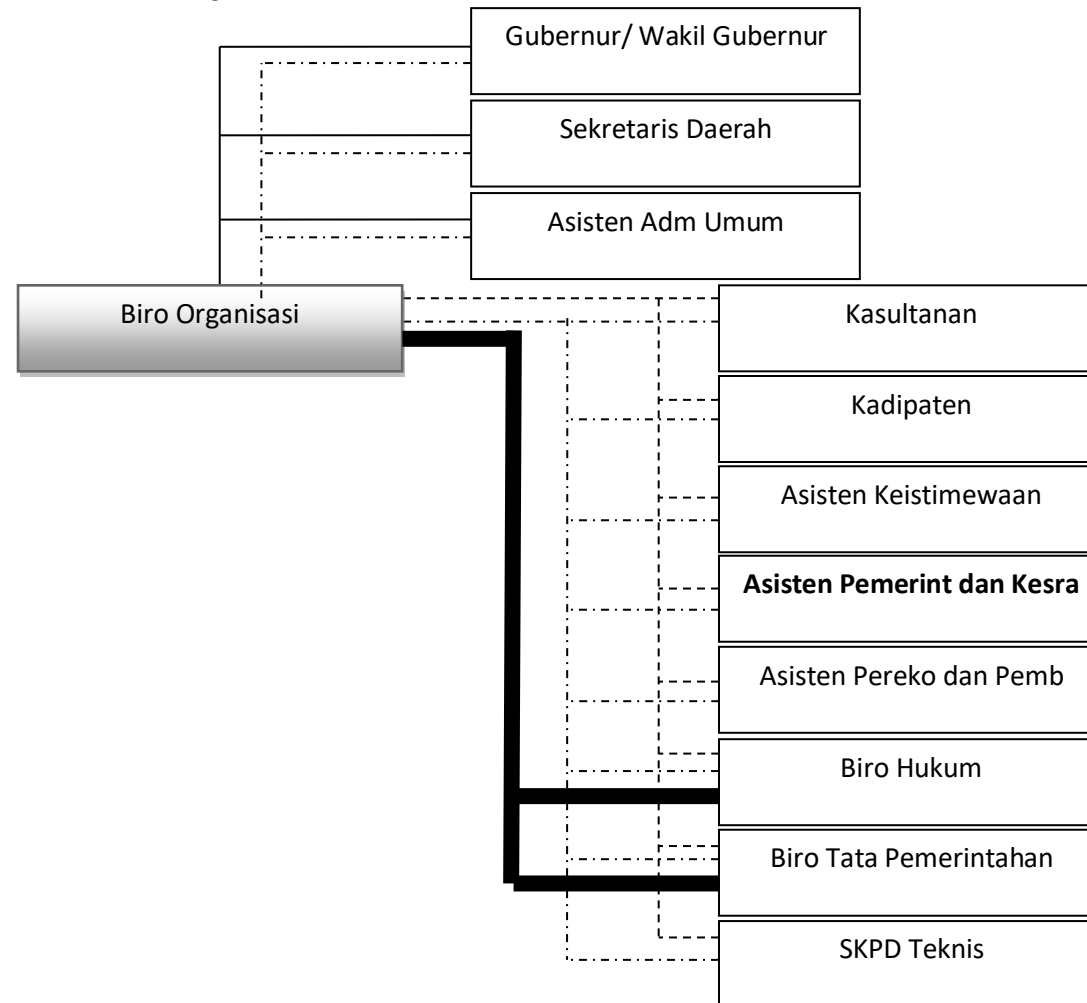 Gubernur/ Wakil Gubernur
Sekretaris Daerah
Asisten Adm Umum
Biro Organisasi
Kasultanan
Kadipaten
Asisten Keistimewaan
Asisten Pemerint dan Kesra
Asisten Pereko dan Pemb
Biro Hukum
Biro Tata Pemerintahan
SKPD Teknis